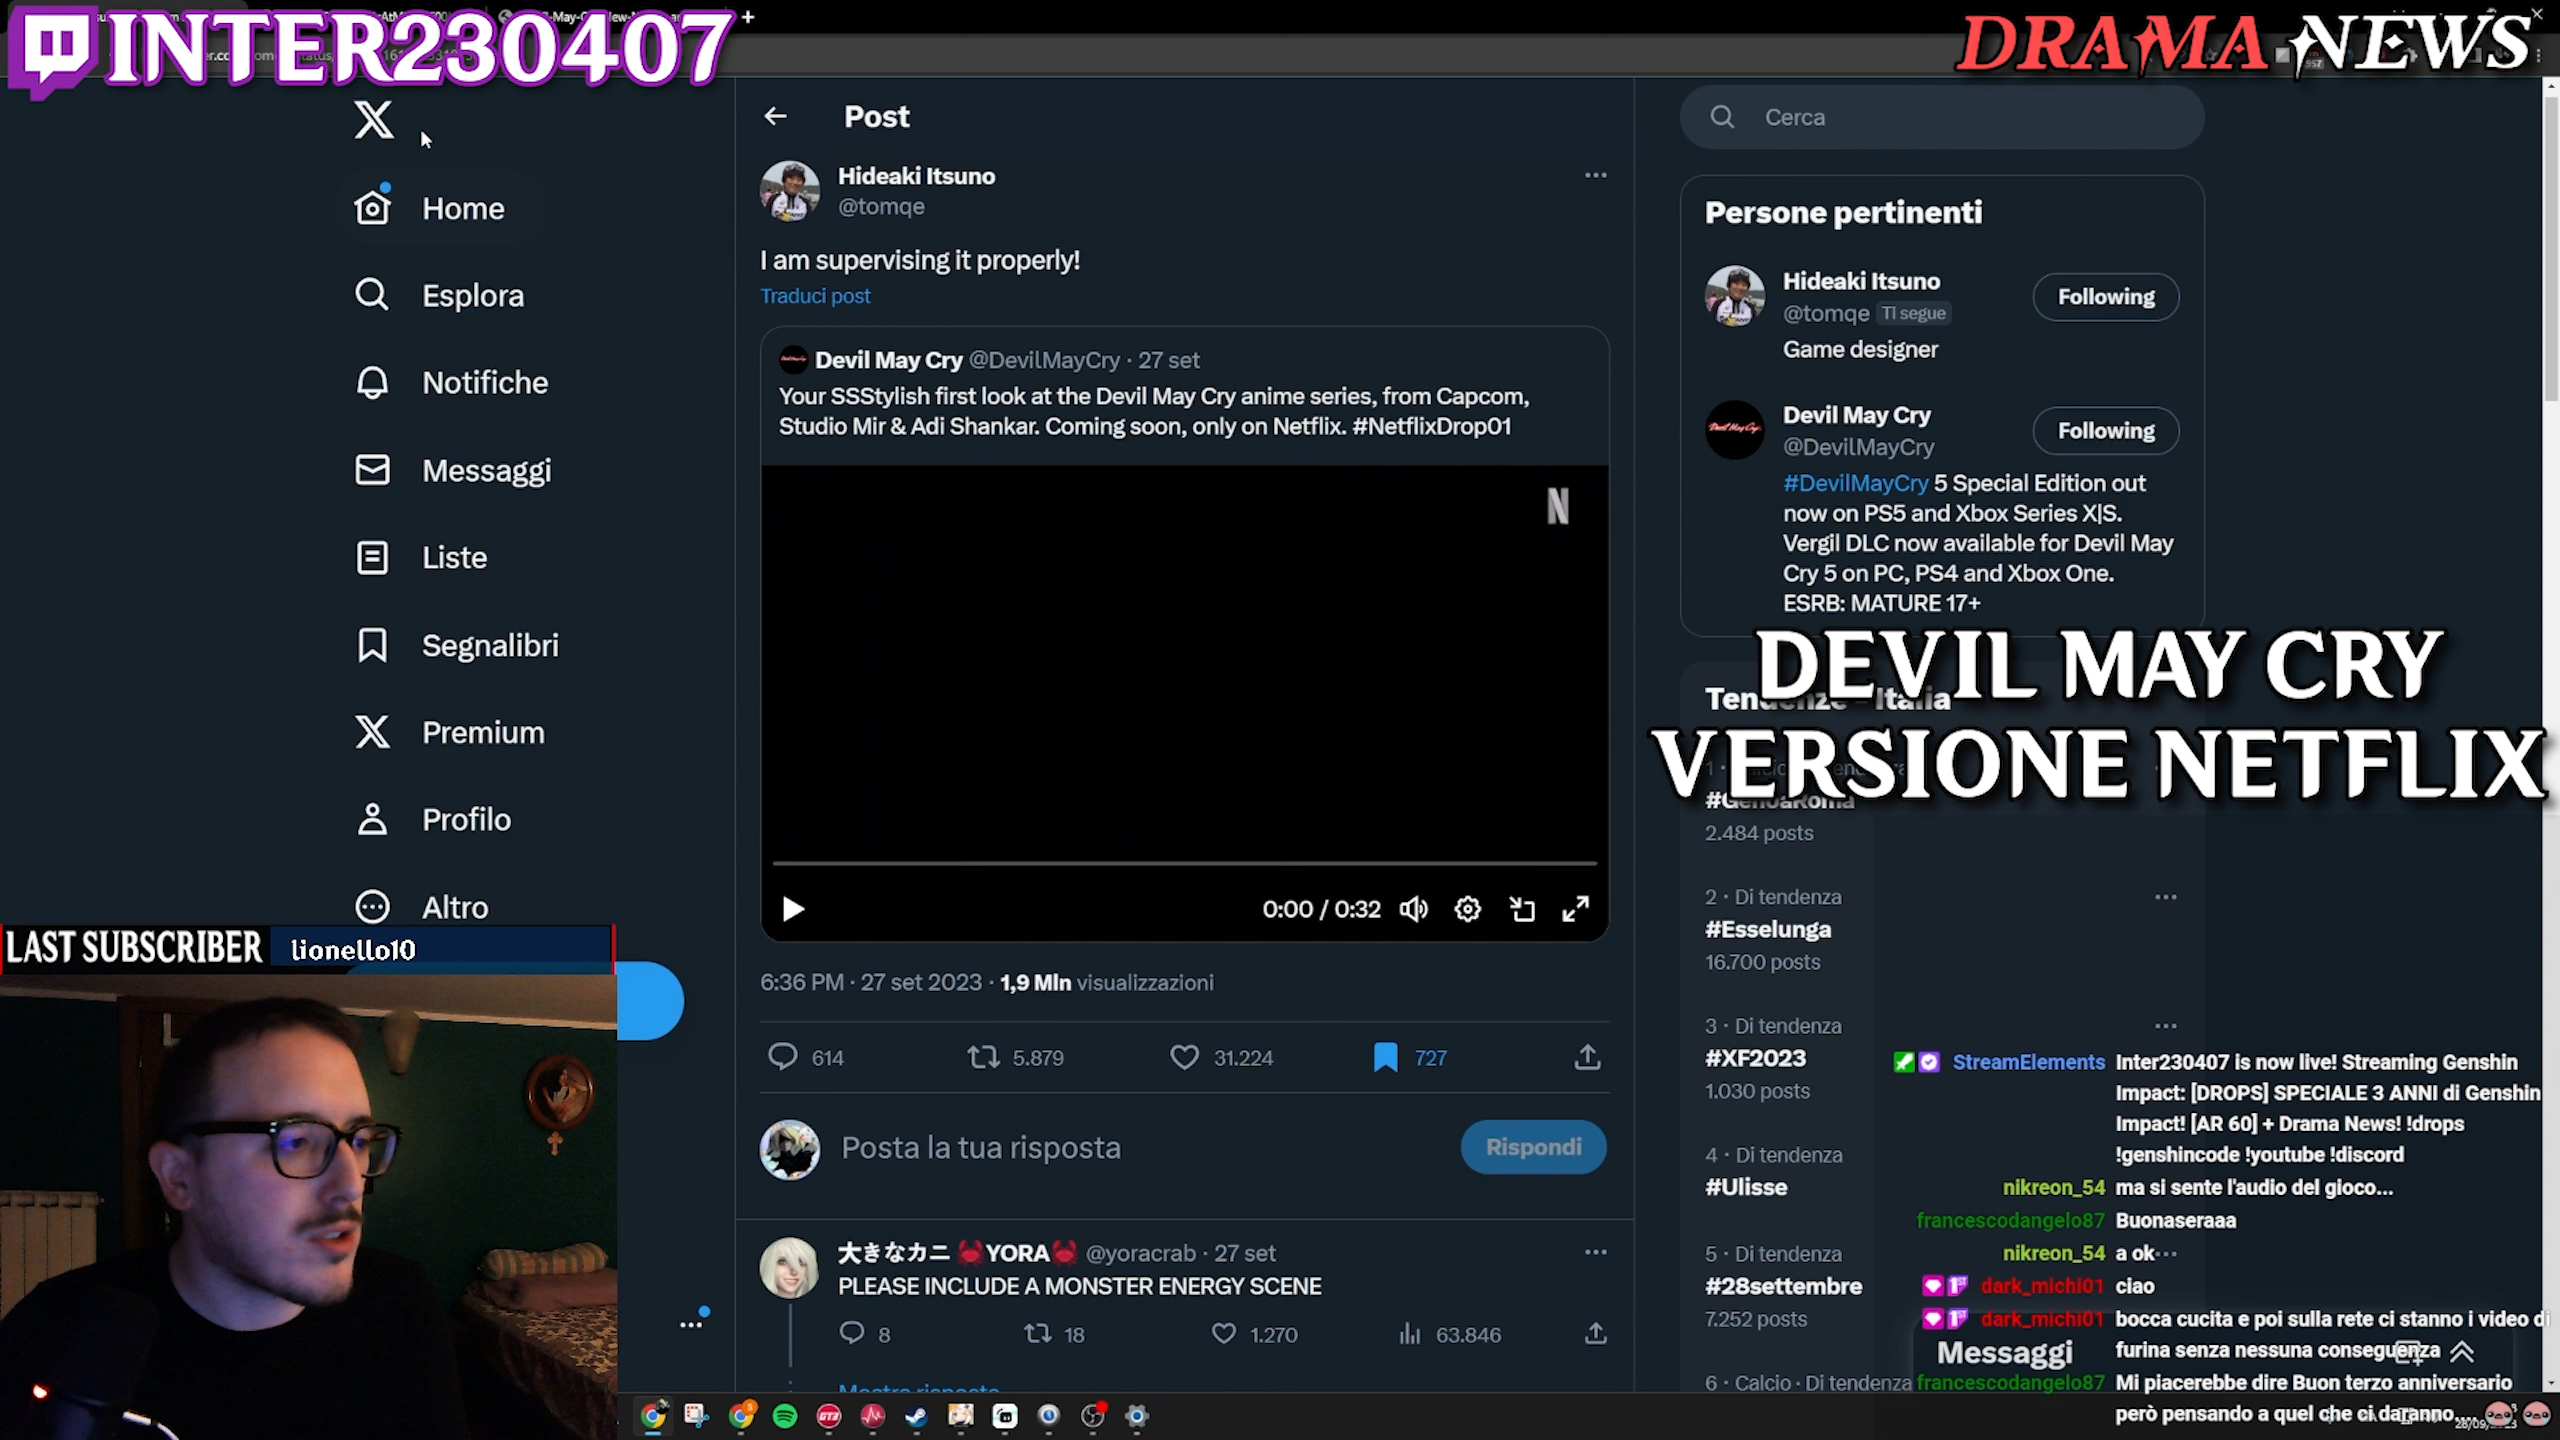 INTER230407
DRAMA NEWS
Home
Esplora
Notifiche
Messaggi
Liste
Segnalibri
Premium
Profilo
Altro
LAST SUBSCRIBER lionello10
Post
Hideaki Itsuno
@tomqe
I am supervising it properly!
Traduci post
Devil May Cry @DevilMayCry · 27 set
Your SSStylish first look at the Devil May Cry anime series, from Capcom,
Studio Mir & Adi Shankar. Coming soon, only on Netflix. #NetflixDrop01
N
0:00 / 0:32
6:36 PM · 27 set 2023 · 1,9 Mln visualizzazioni
614 5.879 31.224 727
Posta la tua risposta
Rispondi
大きなカニ 🦀YORA🦀 @yoracrab · 27 set
PLEASE INCLUDE A MONSTER ENERGY SCENE
8 18 1.270 63.846
Mostra risposte
Cerca
Persone pertinenti
Hideaki Itsuno
@tomqe Ti segue
Following
Game designer
Devil May Cry
@DevilMayCry
Following
#DevilMayCry 5 Special Edition out
now on PS5 and Xbox Series X|S.
Vergil DLC now available for Devil May
Cry 5 on PC, PS4 and Xbox One.
ESRB: MATURE 17+
DEVIL MAY CRY
VERSIONE NETFLIX
Tendenze - Italia
#GenoaRoma
2.484 posts
2 · Di tendenza
#Esselunga
16.700 posts
3 · Di tendenza
#XF2023
1.030 posts
4 · Di tendenza
#Ulisse
5 · Di tendenza
#28settembre
7.252 posts
6 · Calcio · Di tendenza
Messaggi
StreamElements Inter230407 is now live! Streaming Genshin
Impact: [DROPS] SPECIALE 3 ANNI di Genshin
Impact! [AR 60] + Drama News! !drops
!genshincode !youtube !discord
nikreon_54 ma si sente l'audio del gioco...
francescodangelo87 Buonaseraaa
nikreon_54 a ok...
dark_michi01 ciao
dark_michi01 bocca cucita e poi sulla rete ci stanno i video di
furina senza nessuna conseguenza
francescodangelo87 Mi piacerebbe dire Buon terzo anniversario
però pensando a quel che ci daranno....